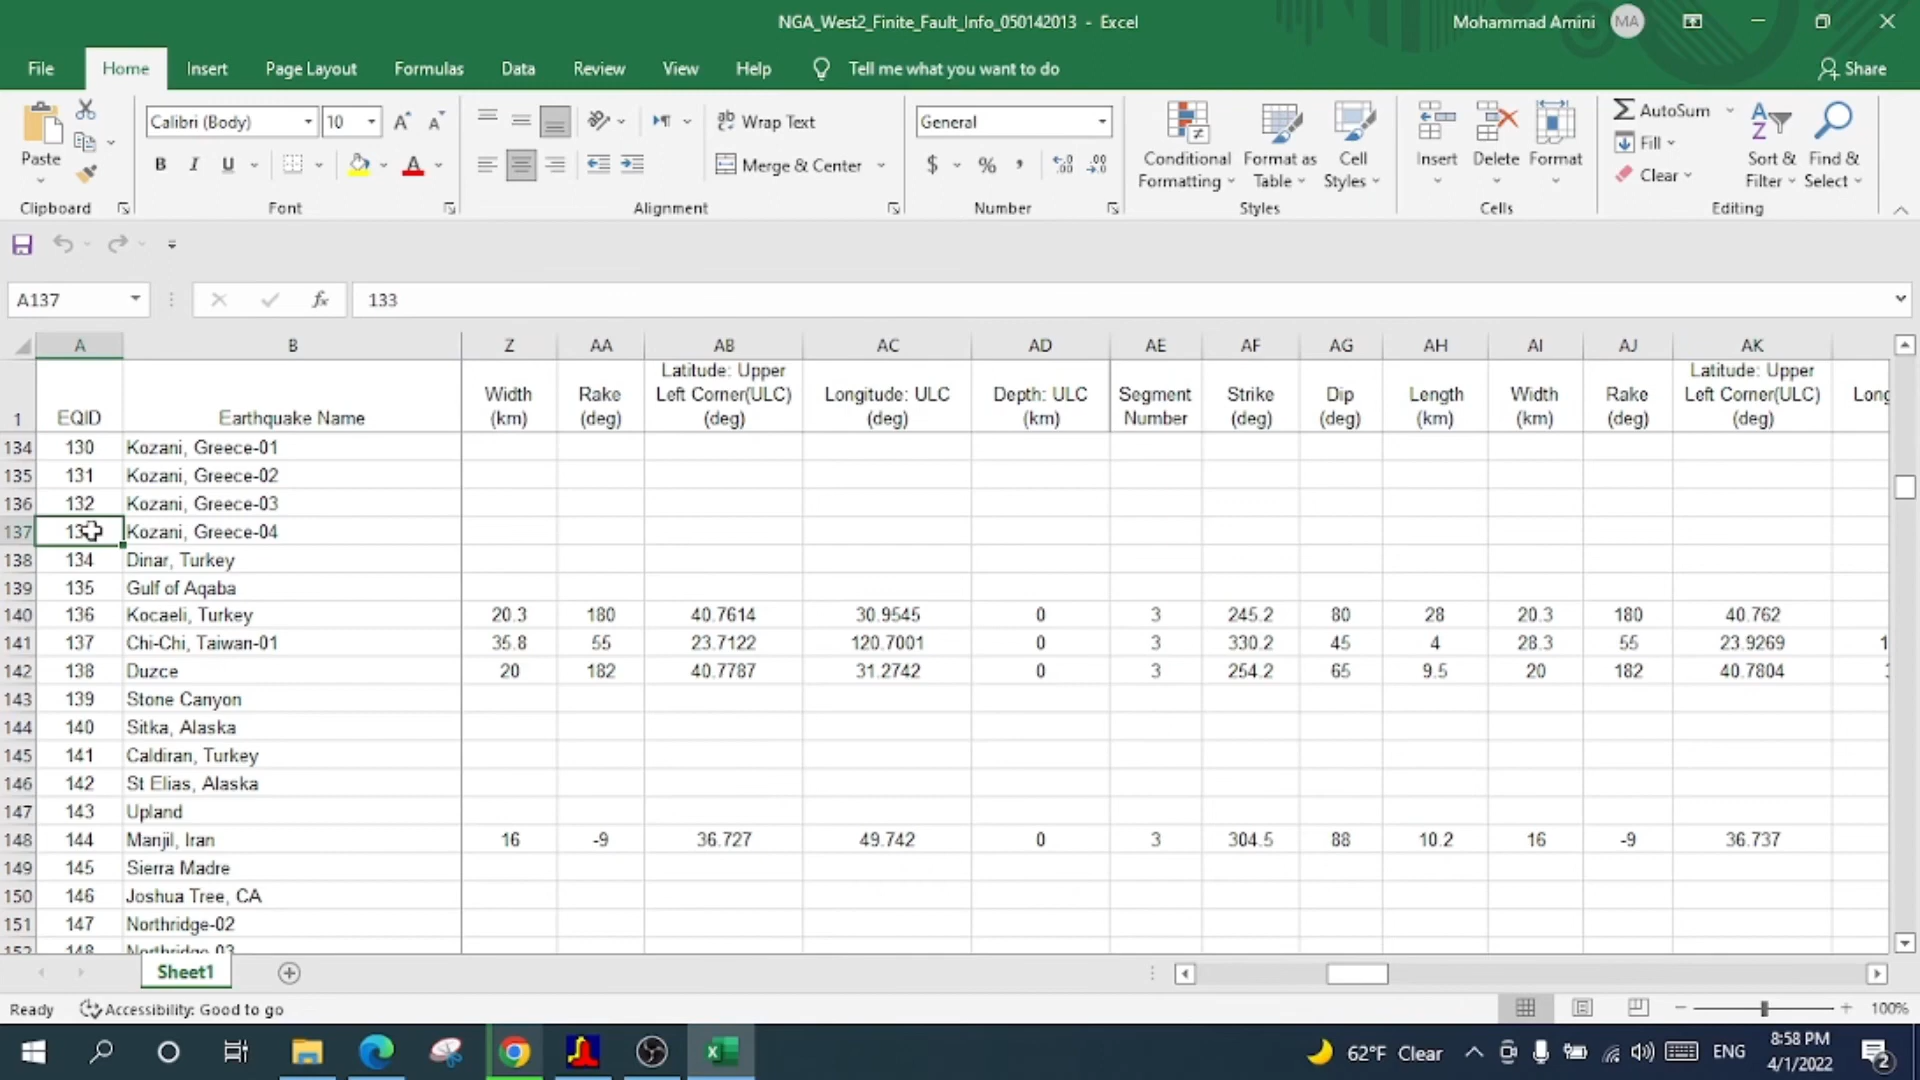 NGA_West2_Finite_Fault_Info_050142013 - Excel
Mohammad Amini MA
File Home Insert Page Layout Formulas Data Review View Help Tell me what you want to do Share
Calibri (Body) 10 Wrap Text General AutoSum
Paste B I U A Merge & Center $ % Conditional Formatting Format as Table Cell Styles Insert Delete Format Fill Clear Sort & Filter Find & Select
Clipboard Font Alignment Number Styles Cells Editing
A137 fx 133
A B Z AA AB AC AD AE AF AG AH AI AJ AK
1 EQID Earthquake Name Width (km) Rake (deg) Latitude: Upper Left Corner(ULC) (deg) Longitude: ULC (deg) Depth: ULC (km) Segment Number Strike (deg) Dip (deg) Length (km) Width (km) Rake (deg) Latitude: Upper Left Corner(ULC) (deg) Long
134 130 Kozani, Greece-01
135 131 Kozani, Greece-02
136 132 Kozani, Greece-03
137 Kozani, Greece-04
138 134 Dinar, Turkey
139 135 Gulf of Aqaba
140 136 Kocaeli, Turkey 20.3 180 40.7614 30.9545 0 3 245.2 80 28 20.3 180 40.762
141 137 Chi-Chi, Taiwan-01 35.8 55 23.7122 120.7001 0 3 330.2 45 4 28.3 55 23.9269 1
142 138 Duzce 20 182 40.7787 31.2742 0 3 254.2 65 9.5 20 182 40.7804
143 139 Stone Canyon
144 140 Sitka, Alaska
145 141 Caldiran, Turkey
146 142 St Elias, Alaska
147 143 Upland
148 144 Manjil, Iran 16 -9 36.727 49.742 0 3 304.5 88 10.2 16 -9 36.737
149 145 Sierra Madre
150 146 Joshua Tree, CA
151 147 Northridge-02
152 148 Northridge-03
Sheet1
Ready Accessibility: Good to go 100%
62°F Clear ENG 8:58 PM
4/1/2022 2